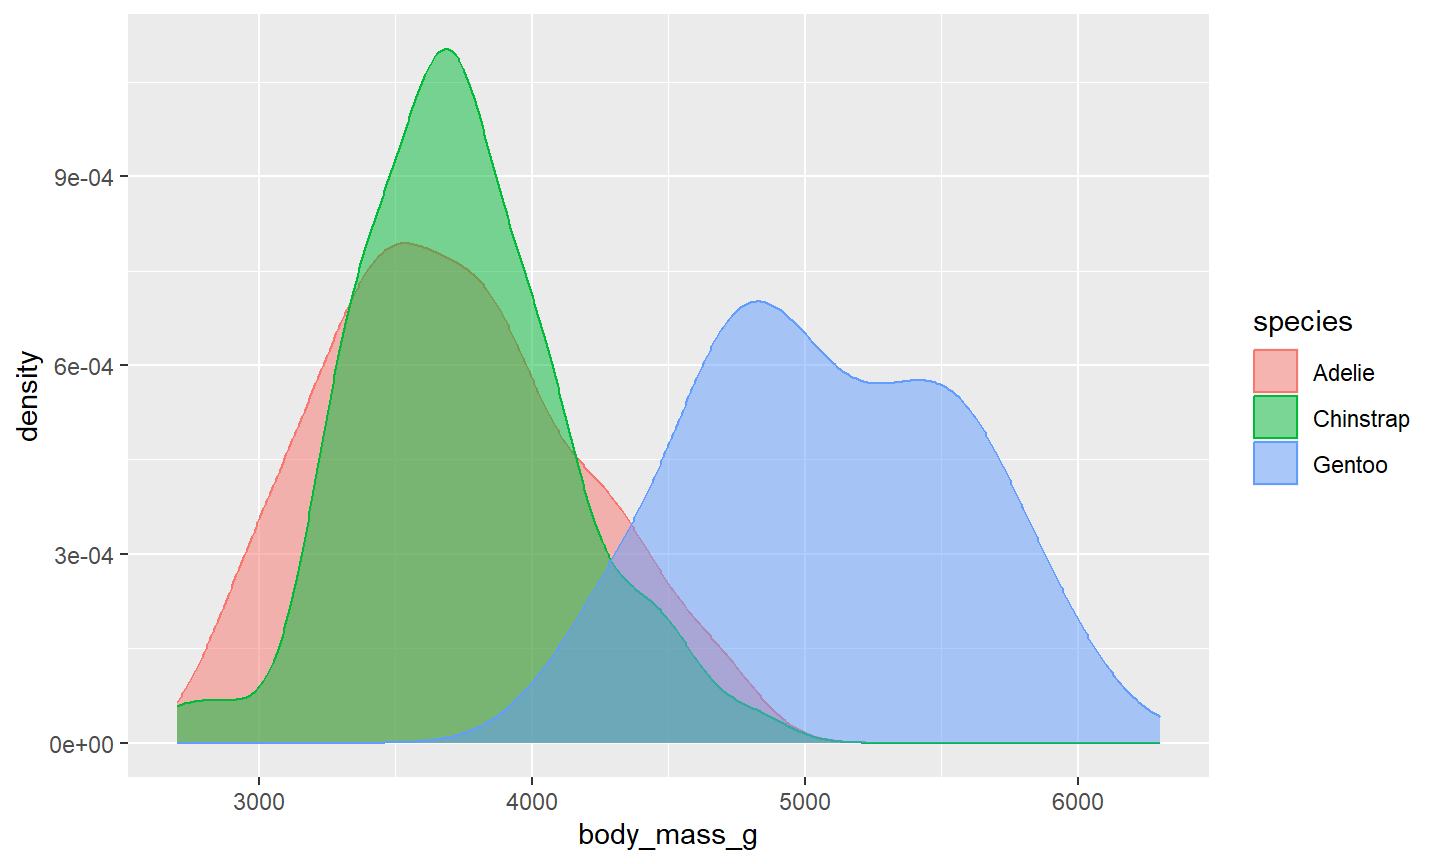 9e-04
6e-04
3e-04
0e+00
density
3000
4000
5000
6000
body_mass_g
species
Adelie
Chinstrap
Gentoo